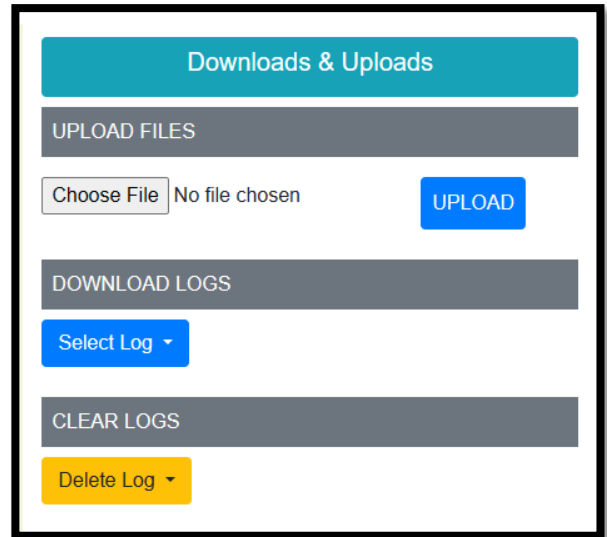 Downloads & Uploads
UPLOAD FILES
Choose File No file chosen UPLOAD
DOWNLOAD LOGS
Select Log
CLEAR LOGS
Delete Log